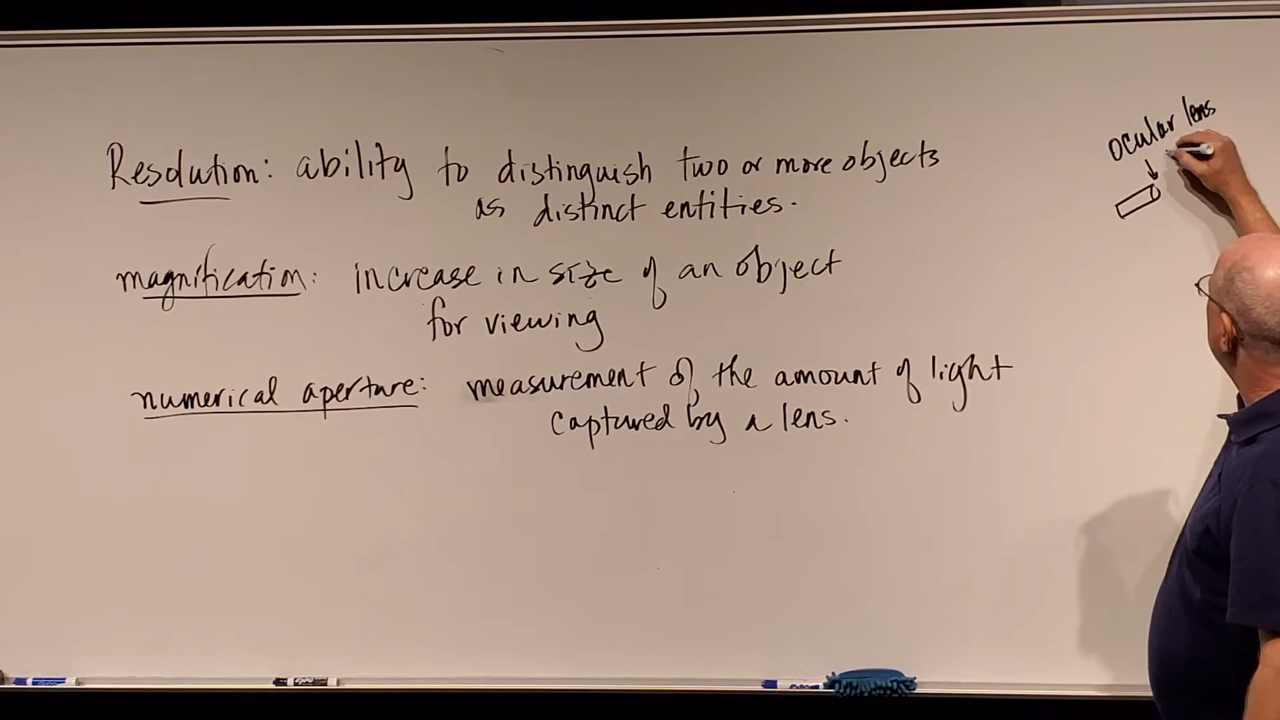 Resolution: ability to distinguish two or more objects
as distinct entities.
magnification: increase in size of an object
for viewing
numerical aperture: measurement of the amount of light
captured by a lens.
ocular lens